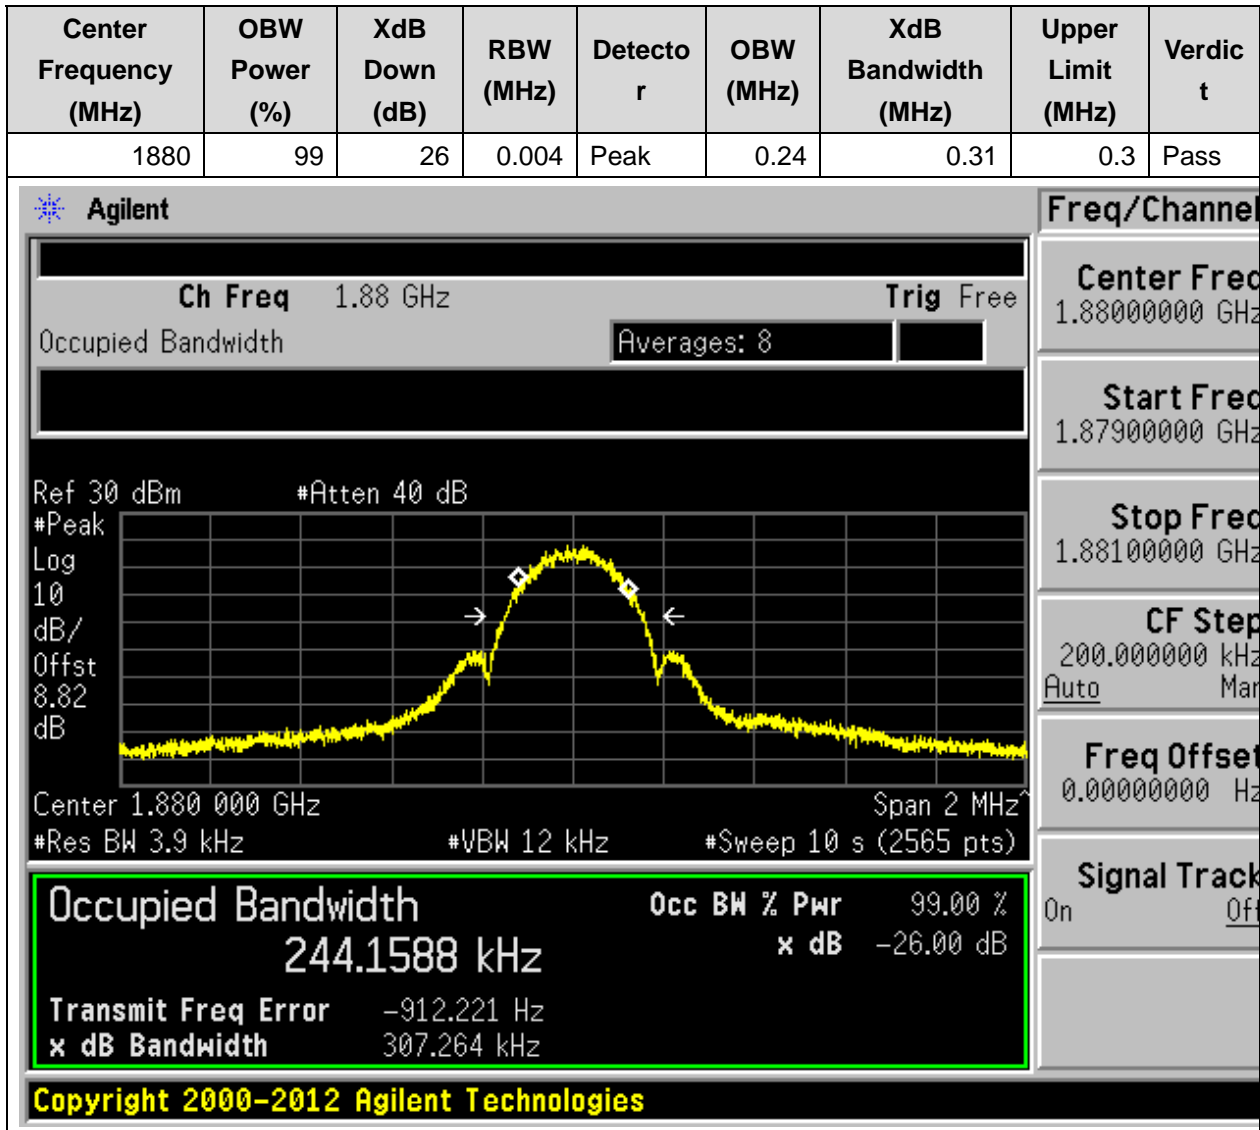 Center Frequency (MHz) OBW Power (%) XdB Down (dB) RBW (MHz) Detector OBW (MHz) XdB Bandwidth (MHz) Upper Limit (MHz) Verdict
1880 99 26 0.004 Peak 0.24 0.31 0.3 Pass
Agilent
Freq/Channel
Ch Freq 1.88 GHz Trig Free
Occupied Bandwidth Averages: 8
Center Freq
1.88000000 GHz
Start Freq
1.87900000 GHz
Stop Freq
1.88100000 GHz
CF Step
200.000000 kHz
Auto Man
Freq Offset
0.00000000 Hz
Signal Track
On Off
Ref 30 dBm #Atten 40 dB
#Peak
Log
10
dB/
Offst
8.82
dB
Center 1.880 000 GHz Span 2 MHz^
#Res BW 3.9 kHz #VBW 12 kHz #Sweep 10 s (2565 pts)
Occupied Bandwidth Occ BW % Pwr 99.00 %
244.1588 kHz x dB -26.00 dB
Transmit Freq Error -912.221 Hz
x dB Bandwidth 307.264 kHz
Copyright 2000-2012 Agilent Technologies